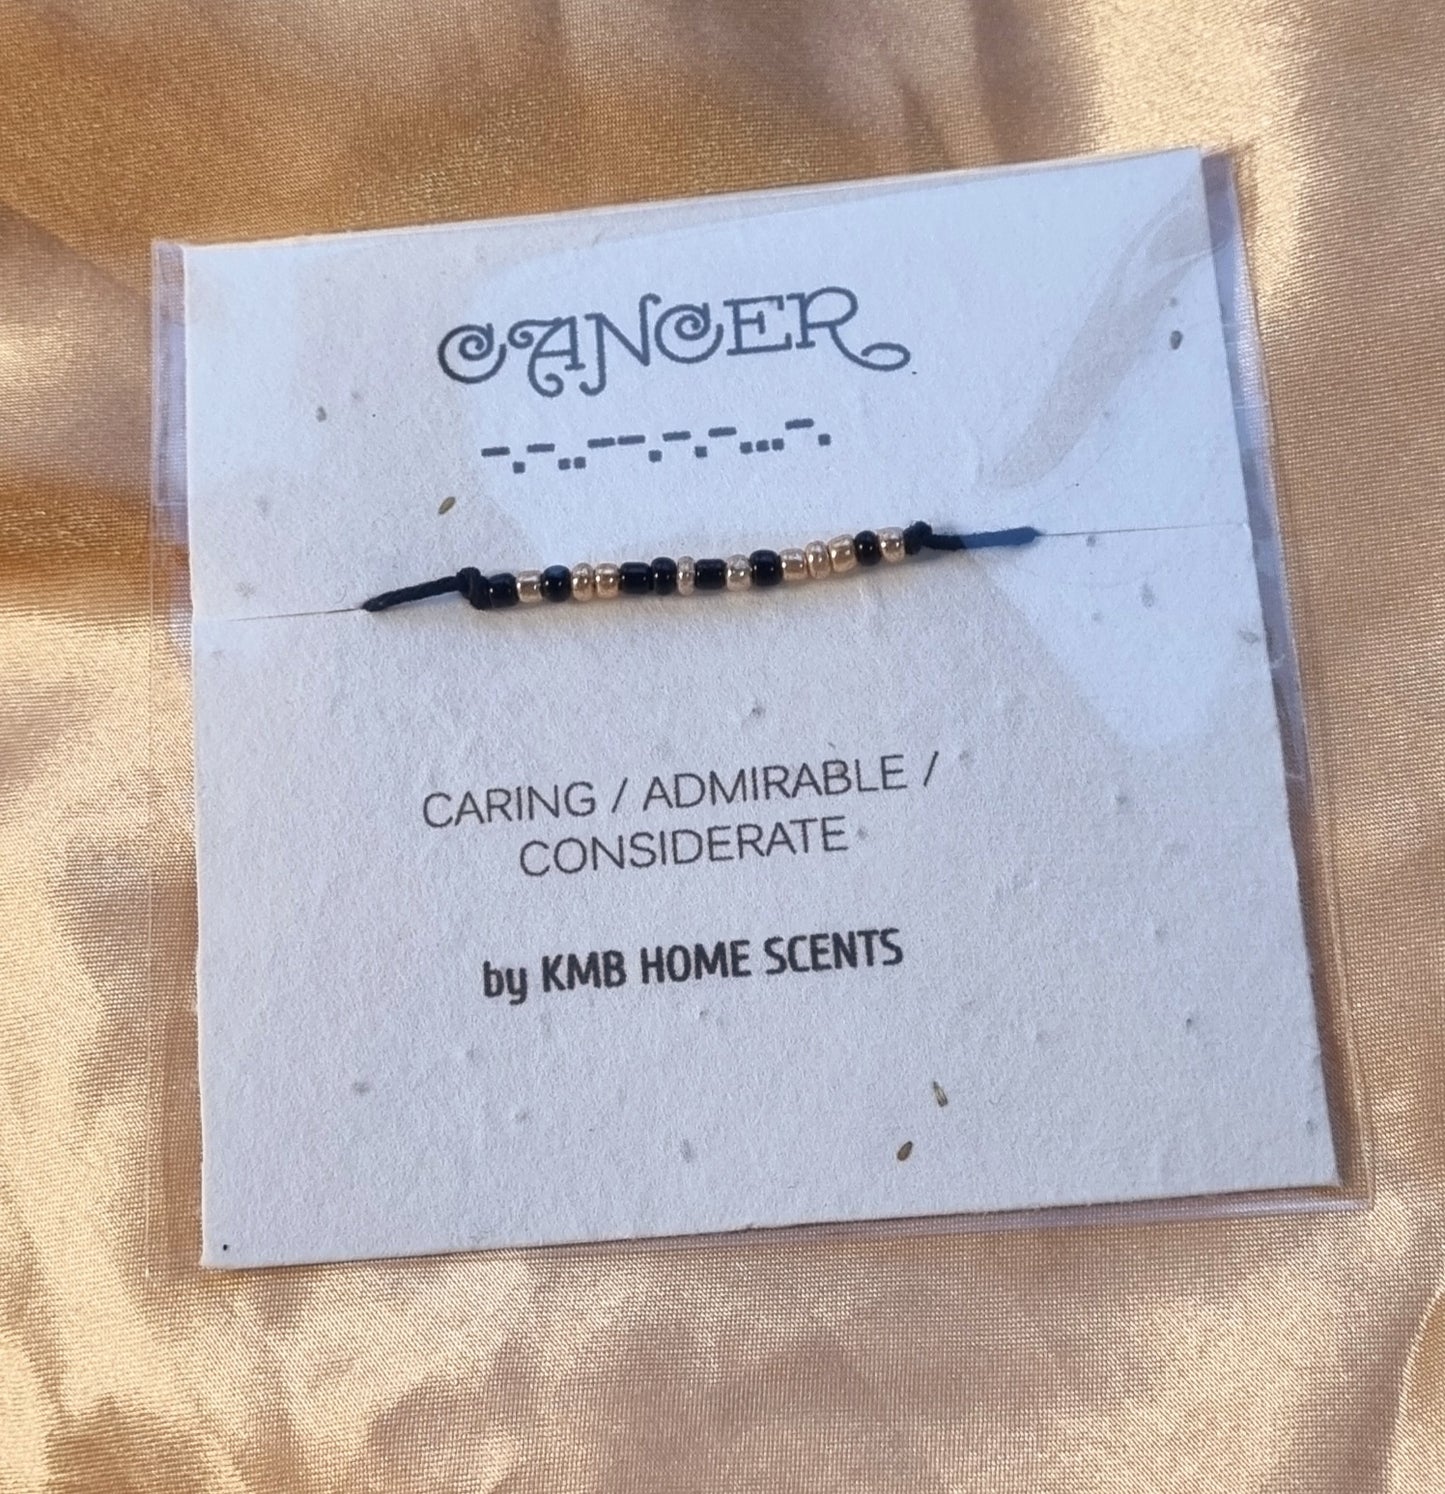 CANCER
-.-..--.-.-...-.
CARING / ADMIRABLE /
CONSIDERATE
by KMB HOME SCENTS